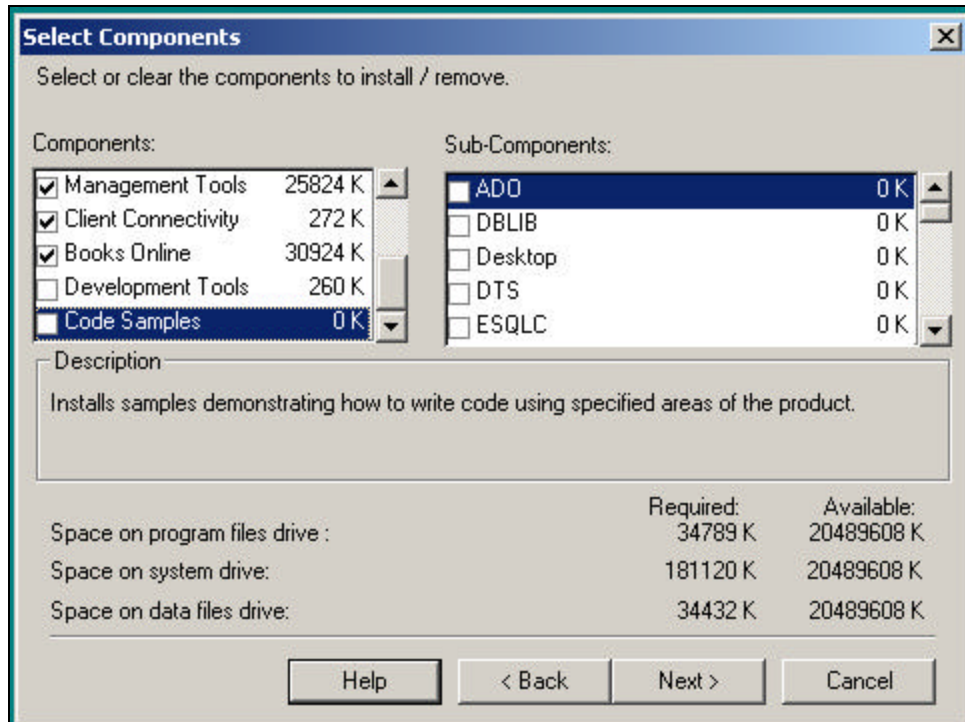 Select Components
Select or clear the components to install / remove.
Components:
Management Tools 25824 K
Client Connectivity 272 K
Books Online 30924 K
Development Tools 260 K
Code Samples 0 K
Sub-Components:
ADO 0 K
DBLIB 0 K
Desktop 0 K
DTS 0 K
ESQLC 0 K
Description
Installs samples demonstrating how to write code using specified areas of the product.
Required: Available:
Space on program files drive : 34789 K 20489608 K
Space on system drive: 181120 K 20489608 K
Space on data files drive: 34432 K 20489608 K
Help < Back Next > Cancel